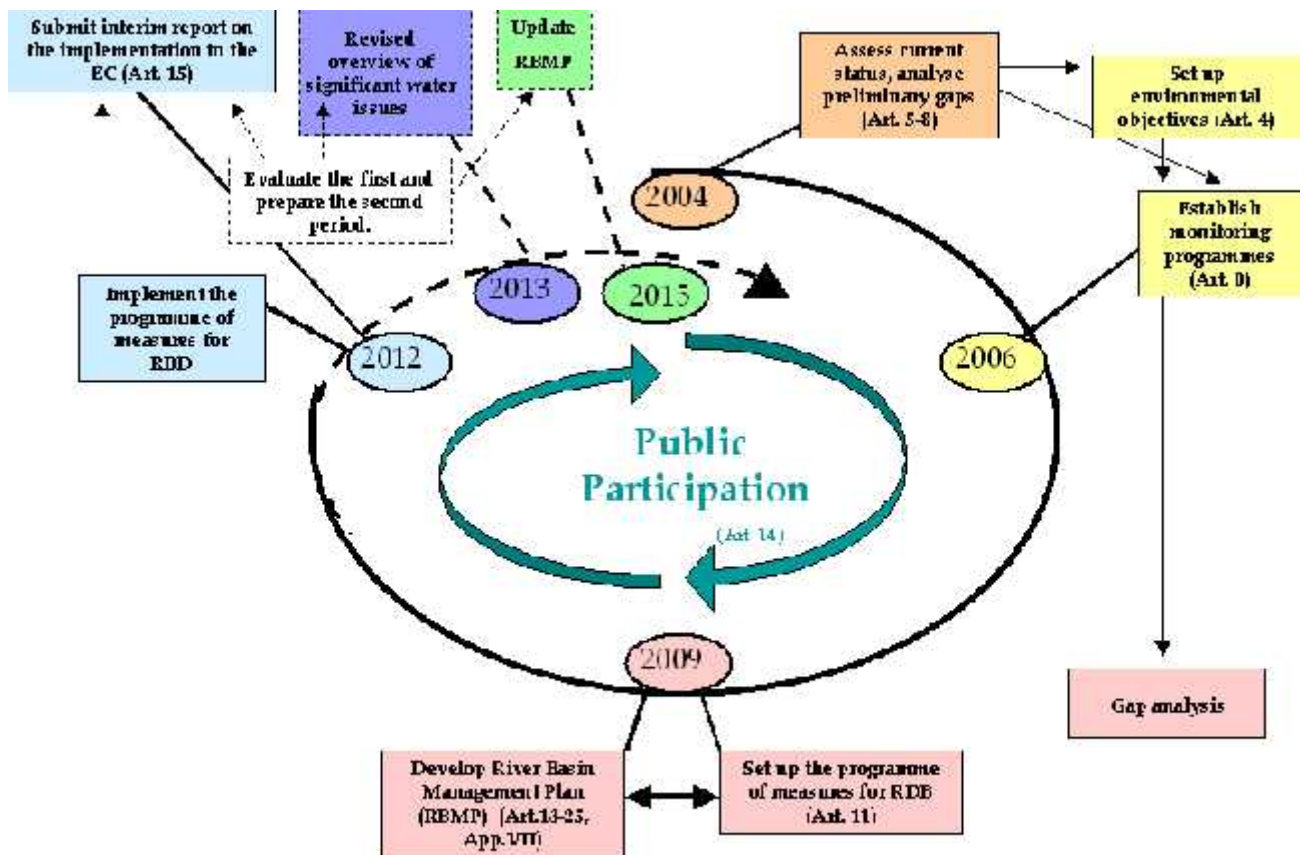 Submit interim report on
the implementation to the
EC (Art. 15)
Revised
overview of
significant water
issues
Update
RBMP
Assess current
status, analyse
preliminary gaps
(Art. 5-8)
Set up
environmental
objectives (Art. 4)
Evaluate the first and
prepare the second
period.
2004
Establish
monitoring
programmes
(Art. 8)
2013
2015
Implement the
programme of
measures for
RBD
2012
2006
Public
Participation
(Art. 14)
2009
Gap analysis
Develop River Basin
Management Plan
(RBMP) (Art.13-25,
App.VII)
Set up the programme
of measures for RDB
(Art. 11)